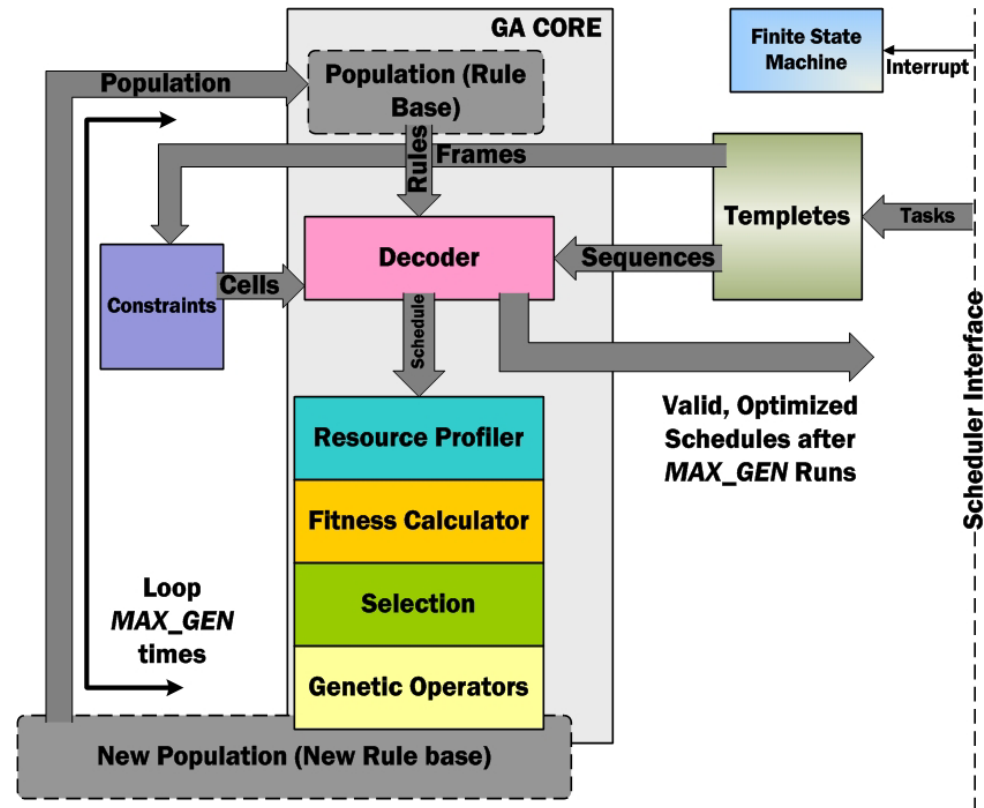 GA CORE
Finite State
Machine
Interrupt
Population
Population (Rule
Base)
Rules
Frames
Templetes
Tasks
Decoder
Sequences
Constraints
Cells
Schedule
Valid, Optimized
Schedules after
MAX_GEN Runs
Scheduler Interface
Resource Profiler
Fitness Calculator
Selection
Genetic Operators
Loop
MAX_GEN
times
New Population (New Rule base)